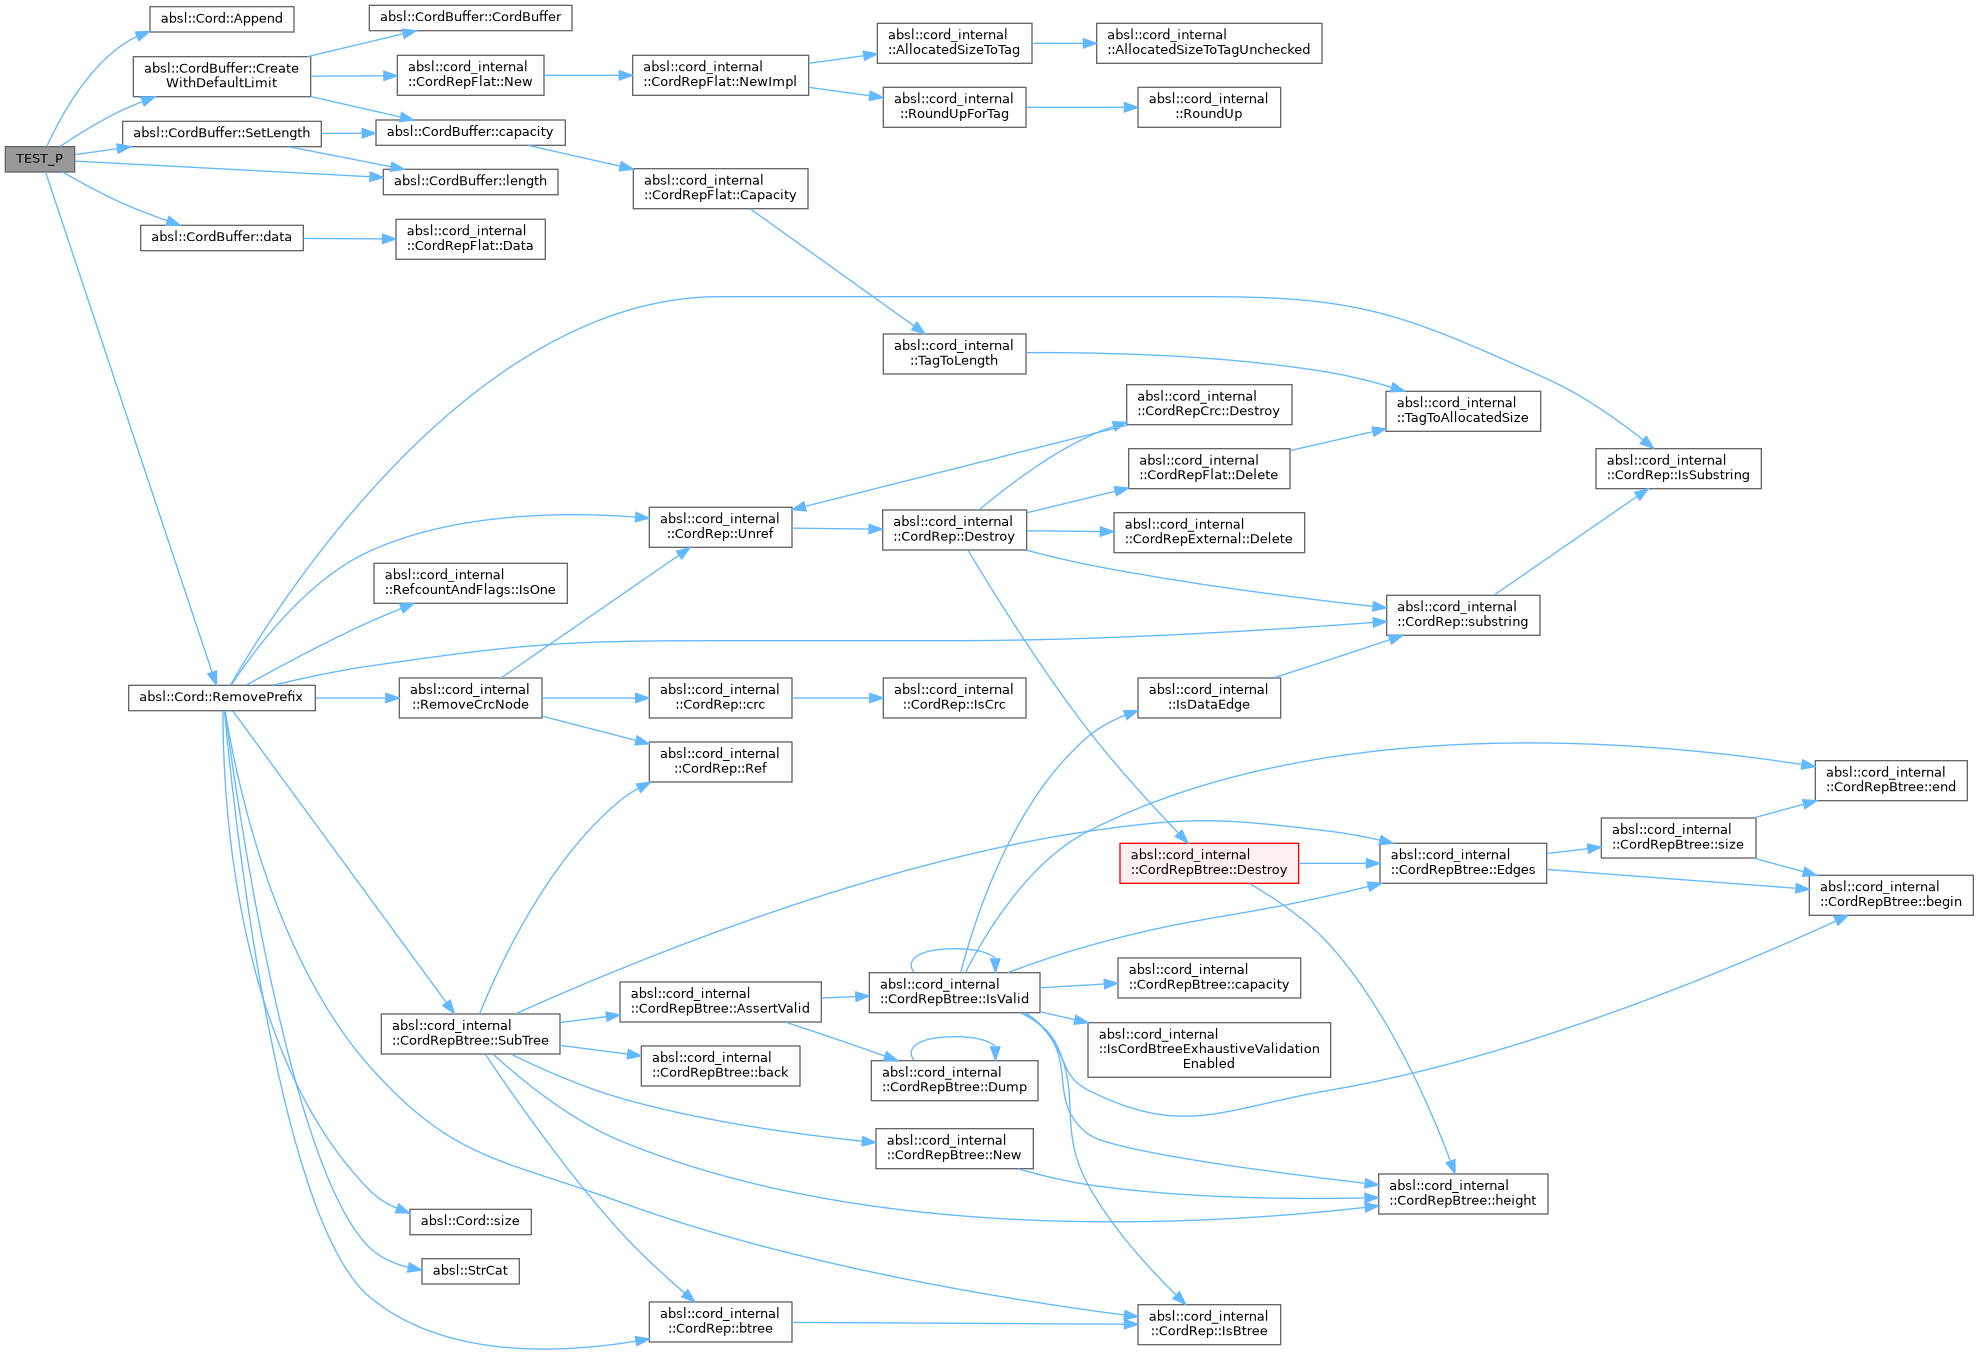 TEST_P
absl::Cord::Append
absl::CordBuffer::Create
WithDefaultLimit
absl::CordBuffer::SetLength
absl::CordBuffer::data
absl::Cord::RemovePrefix
absl::CordBuffer::CordBuffer
absl::cord_internal
::CordRepFlat::New
absl::CordBuffer::capacity
absl::CordBuffer::length
absl::cord_internal
::CordRepFlat::Data
absl::cord_internal
::RefcountAndFlags::IsOne
absl::cord_internal
::RemoveCrcNode
absl::cord_internal
::CordRepBtree::SubTree
absl::Cord::size
absl::StrCat
absl::cord_internal
::CordRepFlat::NewImpl
absl::cord_internal
::CordRepFlat::Capacity
absl::cord_internal
::CordRep::Unref
absl::cord_internal
::CordRep::crc
absl::cord_internal
::CordRep::Ref
absl::cord_internal
::CordRepBtree::AssertValid
absl::cord_internal
::CordRepBtree::back
absl::cord_internal
::CordRep::btree
absl::cord_internal
::AllocatedSizeToTag
absl::cord_internal
::RoundUpForTag
absl::cord_internal
::TagToLength
absl::cord_internal
::CordRep::Destroy
absl::cord_internal
::CordRep::IsCrc
absl::cord_internal
::CordRepBtree::IsValid
absl::cord_internal
::CordRepBtree::Dump
absl::cord_internal
::CordRepBtree::New
absl::cord_internal
::AllocatedSizeToTagUnchecked
absl::cord_internal
::RoundUp
absl::cord_internal
::CordRepCrc::Destroy
absl::cord_internal
::CordRepFlat::Delete
absl::cord_internal
::CordRepExternal::Delete
absl::cord_internal
::IsDataEdge
absl::cord_internal
::CordRepBtree::Destroy
absl::cord_internal
::CordRepBtree::capacity
absl::cord_internal
::IsCordBtreeExhaustiveValidation
Enabled
absl::cord_internal
::CordRep::IsBtree
absl::cord_internal
::TagToAllocatedSize
absl::cord_internal
::CordRep::substring
absl::cord_internal
::CordRepBtree::Edges
absl::cord_internal
::CordRepBtree::height
absl::cord_internal
::CordRep::IsSubstring
absl::cord_internal
::CordRepBtree::size
absl::cord_internal
::CordRepBtree::end
absl::cord_internal
::CordRepBtree::begin